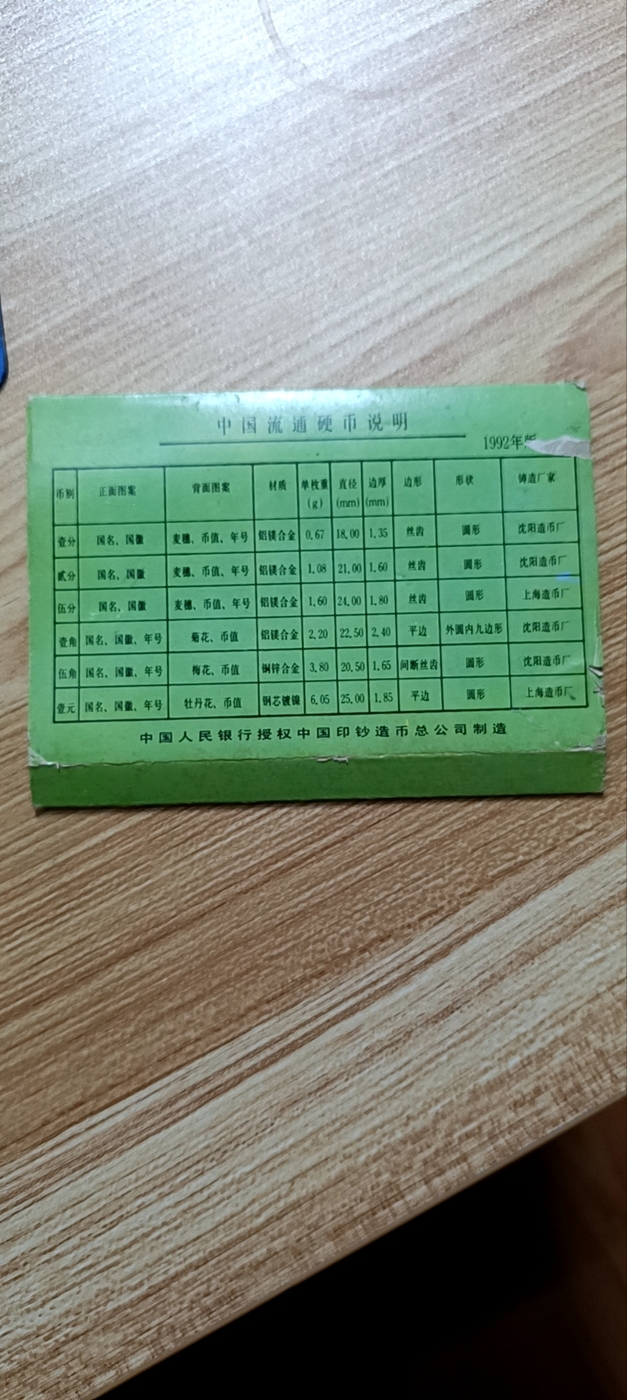 中国流通硬币说明
1992年版
币别 正面图案 背面图案 材质 单枚重(g) 直径(mm) 边厚(mm) 边形 形状 铸造厂家
壹分 国名、国徽 麦穗、币值、年号 铝镁合金 0.67 18.00 1.35 丝齿 圆形 沈阳造币厂
贰分 国名、国徽 麦穗、币值、年号 铝镁合金 1.08 21.00 1.60 丝齿 圆形 沈阳造币厂
伍分 国名、国徽 麦穗、币值、年号 铝镁合金 1.60 24.00 1.80 丝齿 圆形 上海造币厂
壹角 国名、国徽、年号 菊花、币值 铝镁合金 2.20 22.50 2.40 平边 外圆内九边形 沈阳造币厂
伍角 国名、国徽、年号 梅花、币值 铜锌合金 3.80 20.50 1.65 间断丝齿 圆形 沈阳造币厂
壹元 国名、国徽、年号 牡丹花、币值 钢芯镀镍 6.05 25.00 1.85 平边 圆形 上海造币厂
中国人民银行授权中国印钞造币总公司制造